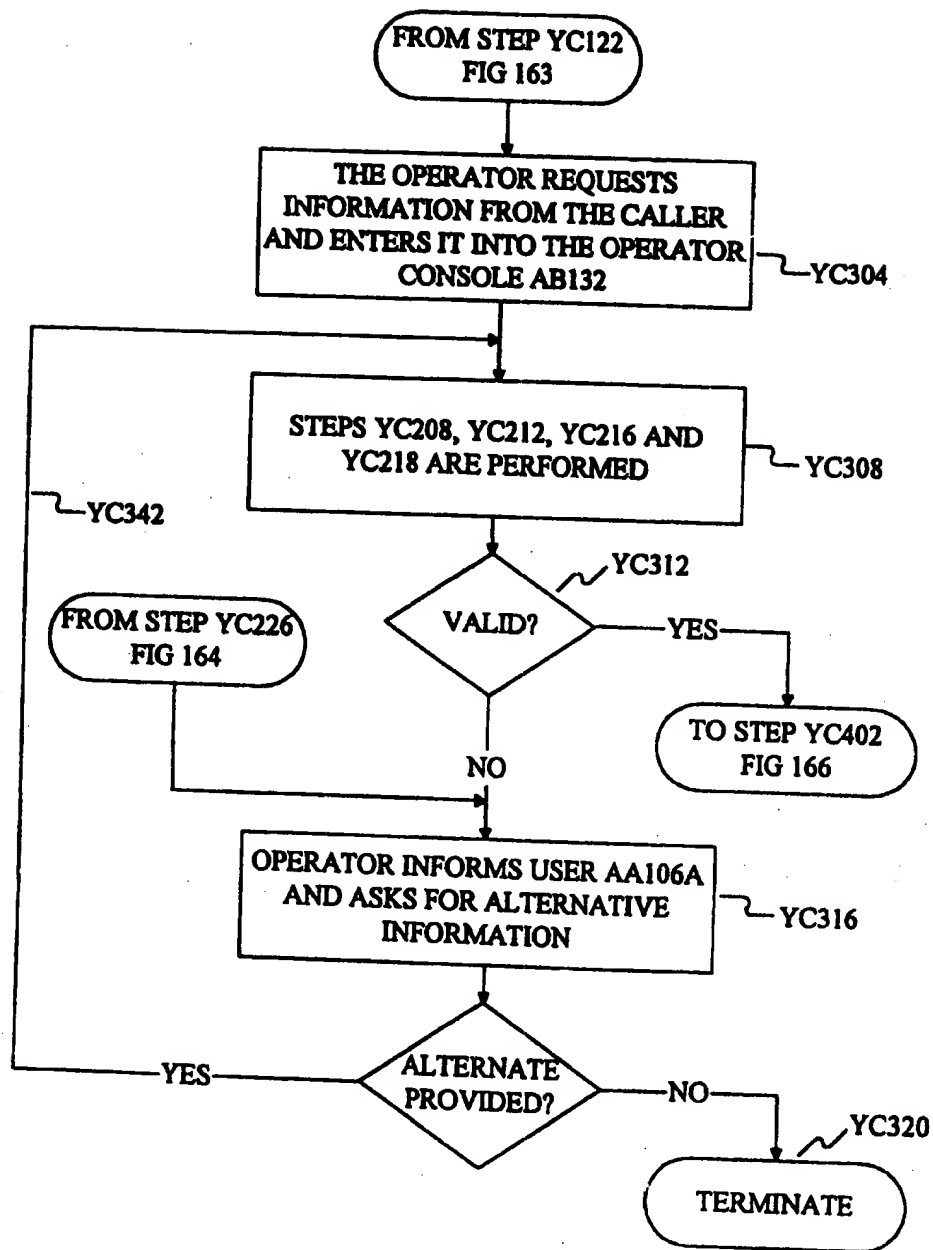 FROM STEP YC122
FIG 163
THE OPERATOR REQUESTS
INFORMATION FROM THE CALLER
AND ENTERS IT INTO THE OPERATOR
CONSOLE AB132
YC304
STEPS YC208, YC212, YC216 AND
YC218 ARE PERFORMED
YC308
YC342
YC312
VALID?
YES
FROM STEP YC226
FIG 164
TO STEP YC402
FIG 166
NO
OPERATOR INFORMS USER AA106A
AND ASKS FOR ALTERNATIVE
INFORMATION
YC316
YES
ALTERNATE
PROVIDED?
NO
YC320
TERMINATE